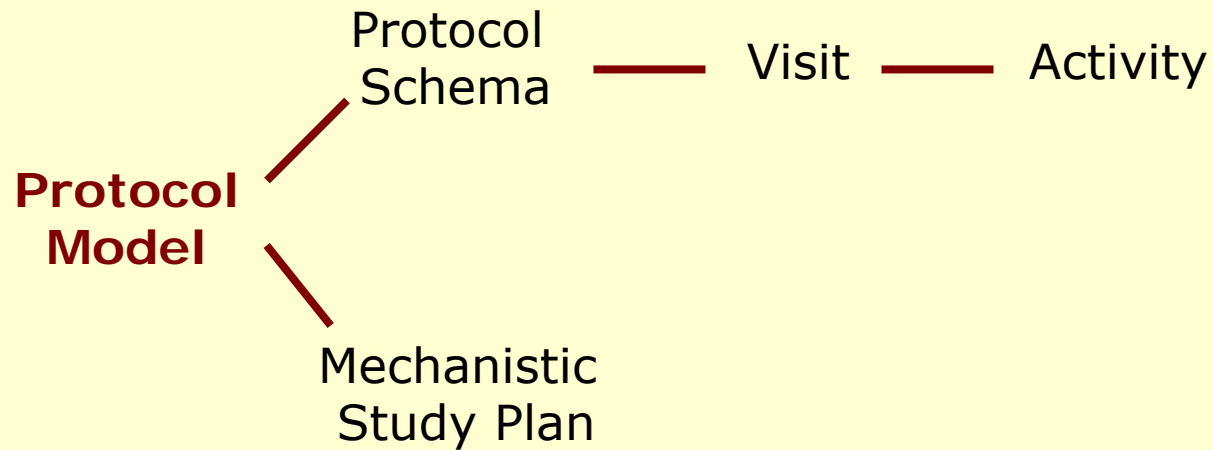 Protocol
Schema
Visit
Activity
Protocol
Model
Mechanistic
Study Plan